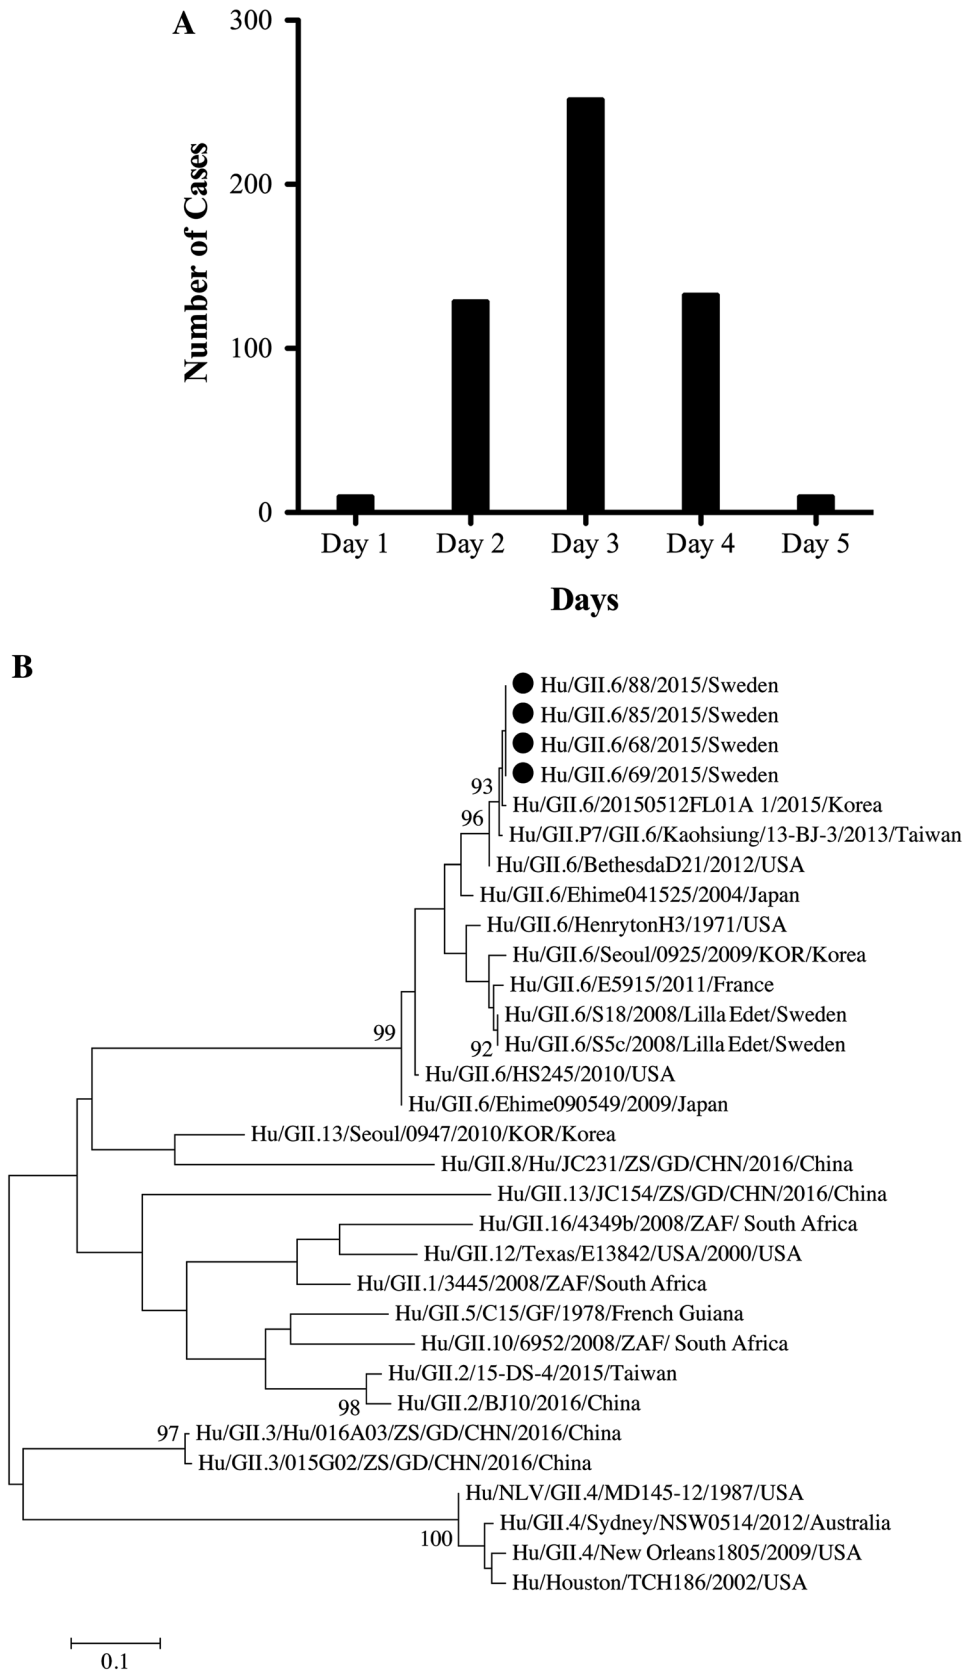 A
300
200
100
0
Number of Cases
Day 1 Day 2 Day 3 Day 4 Day 5
Days
B
Hu/GII.6/88/2015/Sweden
Hu/GII.6/85/2015/Sweden
Hu/GII.6/68/2015/Sweden
Hu/GII.6/69/2015/Sweden
93
Hu/GII.6/20150512FL01A 1/2015/Korea
96
Hu/GII.P7/GII.6/Kaohsiung/13-BJ-3/2013/Taiwan
Hu/GII.6/BethesdaD21/2012/USA
Hu/GII.6/Ehime041525/2004/Japan
Hu/GII.6/HenrytonH3/1971/USA
Hu/GII.6/Seoul/0925/2009/KOR/Korea
Hu/GII.6/E5915/2011/France
Hu/GII.6/S18/2008/Lilla Edet/Sweden
99
92
Hu/GII.6/S5c/2008/Lilla Edet/Sweden
Hu/GII.6/HS245/2010/USA
Hu/GII.6/Ehime090549/2009/Japan
Hu/GII.13/Seoul/0947/2010/KOR/Korea
Hu/GII.8/Hu/JC231/ZS/GD/CHN/2016/China
Hu/GII.13/JC154/ZS/GD/CHN/2016/China
Hu/GII.16/4349b/2008/ZAF/ South Africa
Hu/GII.12/Texas/E13842/USA/2000/USA
Hu/GII.1/3445/2008/ZAF/South Africa
Hu/GII.5/C15/GF/1978/French Guiana
Hu/GII.10/6952/2008/ZAF/ South Africa
Hu/GII.2/15-DS-4/2015/Taiwan
98
Hu/GII.2/BJ10/2016/China
97
Hu/GII.3/Hu/016A03/ZS/GD/CHN/2016/China
Hu/GII.3/015G02/ZS/GD/CHN/2016/China
Hu/NLV/GII.4/MD145-12/1987/USA
Hu/GII.4/Sydney/NSW0514/2012/Australia
100
Hu/GII.4/New Orleans1805/2009/USA
Hu/Houston/TCH186/2002/USA
0.1